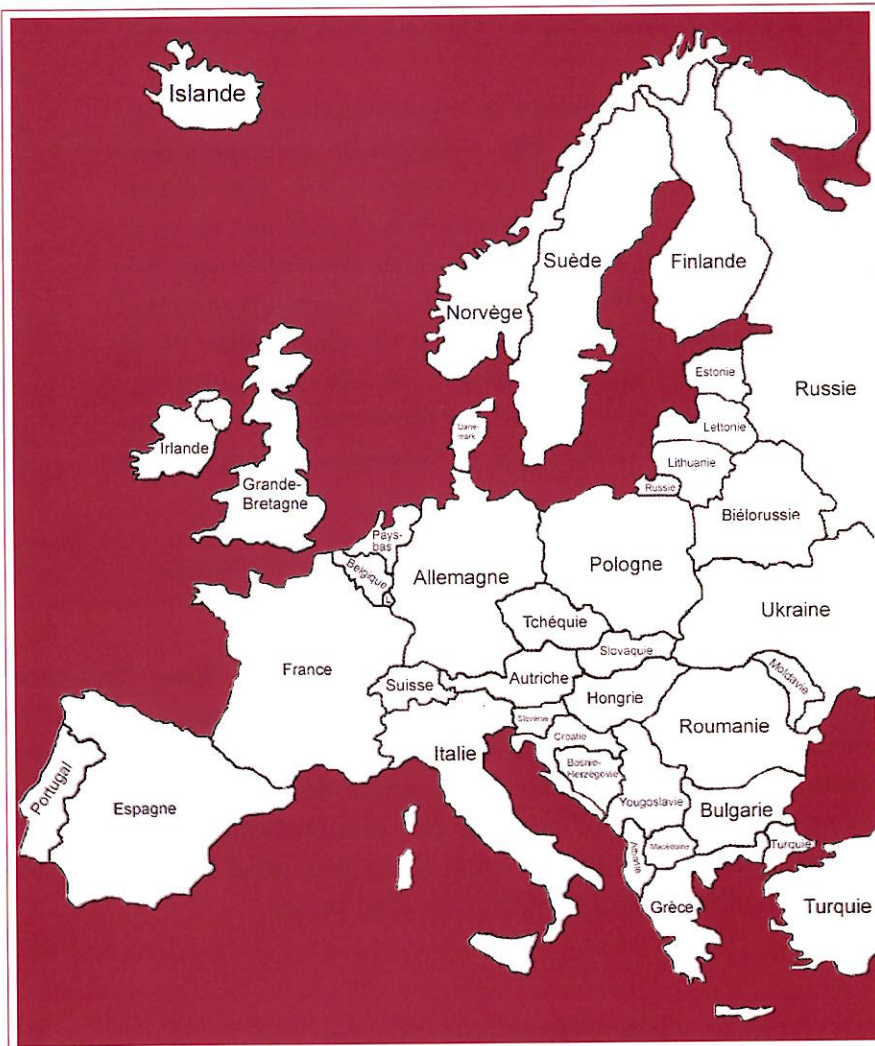 Islande
Suède
Finlande
Norvège
Estonie
Russie
Lettonie
Dane-
mark
Irlande
Lithuanie
Russie
Grande-
Bretagne
Biélorussie
Pays-
bas
Belgique
L
Allemagne
Pologne
Ukraine
Tchéquie
Slovaquie
France
Suisse
Autriche
Moldavie
Hongrie
Slovénie
Roumanie
Croatie
Italie
Bosnie-
Herzégovie
Portugal
Espagne
Yougoslavie
Bulgarie
Albanie
Macédoine
Turquie
Grèce
Turquie